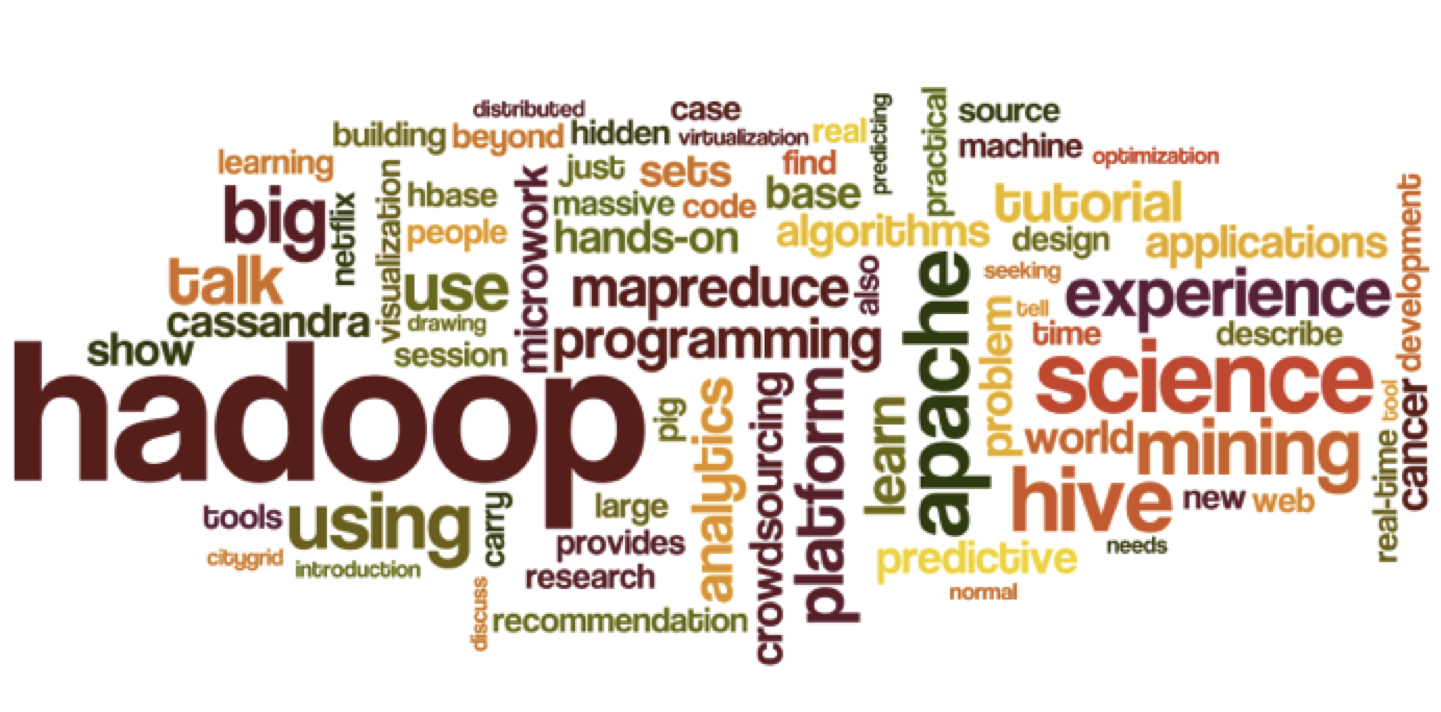 distributed
case
source
building
beyond
hidden
virtualization
real
predicting
practical
machine
optimization
learning
just
sets
find
big
netflix
visualization
hbase
microwork
massive
code
base
tutorial
development
people
hands-on
algorithms
design
applications
talk
use
mapreduce
also
apache
seeking
experience
cassandra
drawing
programming
problem
tell
time
describe
show
session
science
hadoop
pig
analytics
crowdsourcing
platform
learn
world
mining
tool
cancer
real-time
tools
using
carry
large
hive
new
web
citygrid
introduction
provides
predictive
needs
research
normal
discuss
recommendation